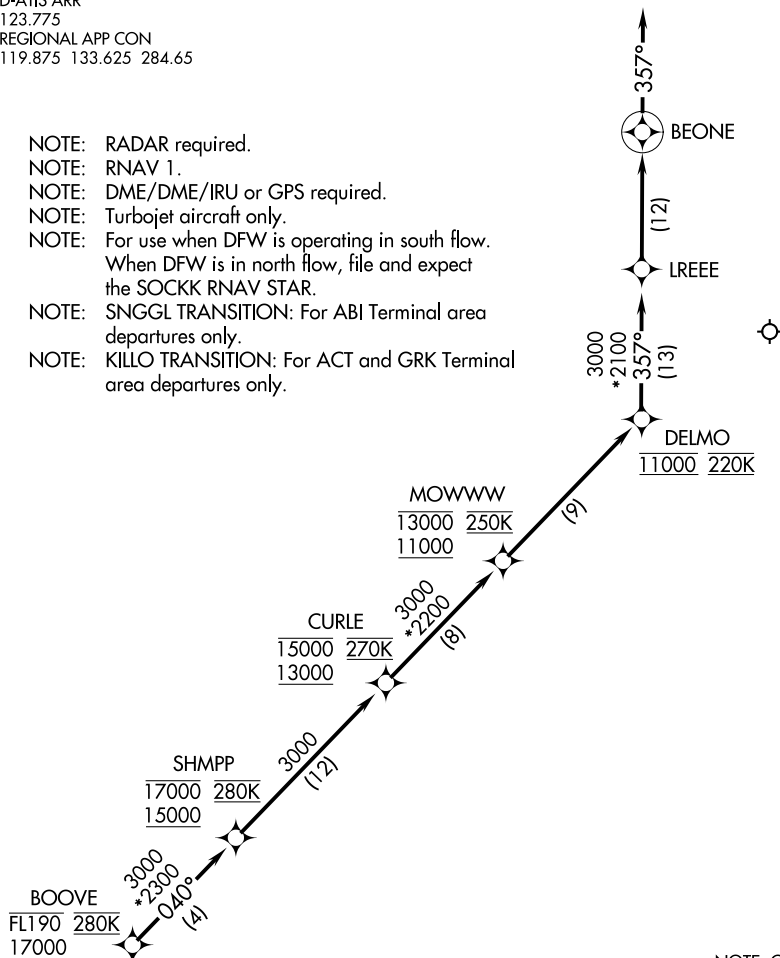 123.775
REGIONAL APP CON
119.875 133.625 284.65
NOTE: RADAR required.
NOTE: RNAV 1.
NOTE: DME/DME/IRU or GPS required.
NOTE: Turbojet aircraft only.
NOTE: For use when DFW is operating in south flow.
When DFW is in north flow, file and expect
the SOCKK RNAV STAR.
NOTE: SNGGL TRANSITION: For ABI Terminal area
departures only.
NOTE: KILLO TRANSITION: For ACT and GRK Terminal
area departures only.
357°
BEONE
(12)
LREEE
3000
*2100
357°
(13)
DELMO
11000 220K
(9)
MOWWW
13000 250K
11000
3000
*2200
(8)
CURLE
15000 270K
13000
3000
(12)
SHMPP
17000 280K
15000
3000
*2300
040°
(4)
BOOVE
FL190 280K
17000